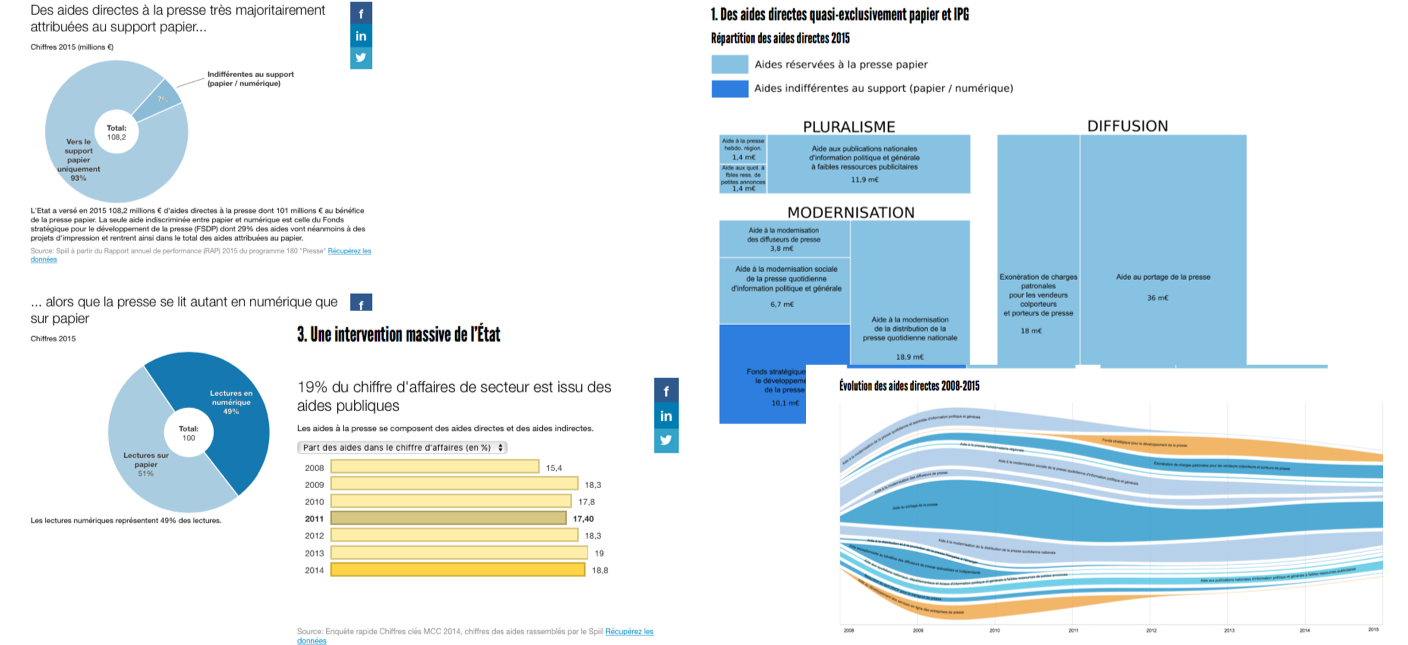 Des aides directes à la presse très majoritairement
attribuées au support papier...
Chiffres 2015 (millions €)
Indifférentes au support
(papier / numérique)
7%
Total:
108,2
Vers le
support
papier
uniquement
93%
L'Etat a versé en 2015 108,2 millions € d'aides directes à la presse dont 101 millions € au bénéfice
de la presse papier. La seule aide indiscriminée entre papier et numérique est celle du Fonds
stratégique pour le développement de la presse (FSDP) dont 29% des aides vont néanmoins à des
projets d'impression et rentrent ainsi dans le total des aides attribuées au papier.
Source: Spiil à partir du Rapport annuel de performance (RAP) 2015 du programme 180 "Presse" Récupérez les
données
... alors que la presse se lit autant en numérique que
sur papier
Chiffres 2015
Lectures en
numérique
49%
Total:
100
Lectures sur
papier
51%
Les lectures numériques représentent 49% des lectures.
3. Une intervention massive de l'État
19% du chiffre d'affaires de secteur est issu des
aides publiques
Les aides à la presse se composent des aides directes et des aides indirectes.
Part des aides dans le chiffre d'affaires (en %)
2008 15,4
2009 18,3
2010 17,8
2011 17,40
2012 18,3
2013 19
2014 18,8
Source: Enquête rapide Chiffres clés MCC 2014, chiffres des aides rassemblés par le Spiil Récupérez les
données
1. Des aides directes quasi-exclusivement papier et IPG
Répartition des aides directes 2015
Aides réservées à la presse papier
Aides indifférentes au support (papier / numérique)
PLURALISME
Aide à la presse
hebdo. région.
1,4 m€
Aide aux quot. à
fbles ress. de
petites annonces
1,4 m€
Aide aux publications nationales
d'information politique et générale
à faibles ressources publicitaires
11,9 m€
MODERNISATION
Aide à la modernisation
des diffuseurs de presse
3,8 m€
Aide à la modernisation sociale
de la presse quotidienne
d'information politique et générale
6,7 m€
Aide à la modernisation
de la distribution de la
presse quotidienne nationale
18,9 m€
Fonds stratégique
le développeme
de la presse
10,1 m€
DIFFUSION
Exonération de charges
patronales
pour les vendeurs
colporteurs
et porteurs de presse
18 m€
Aide au portage de la presse
36 m€
Évolution des aides directes 2008-2015
Fonds stratégique pour le développement de la presse
Exonération de charges patronales pour les vendeurs colporteurs et porteurs de presse
Aide à la modernisation sociale de la presse quotidienne d'information politique et générale
Aide à la modernisation des diffuseurs de presse
Aide au portage de la presse
Aide à la modernisation de la distribution de la presse quotidienne nationale
Aide aux publications nationales d'information politique et générale à faibles ressources publicitaires
2008 2009 2010 2011 2012 2013 2014 2015